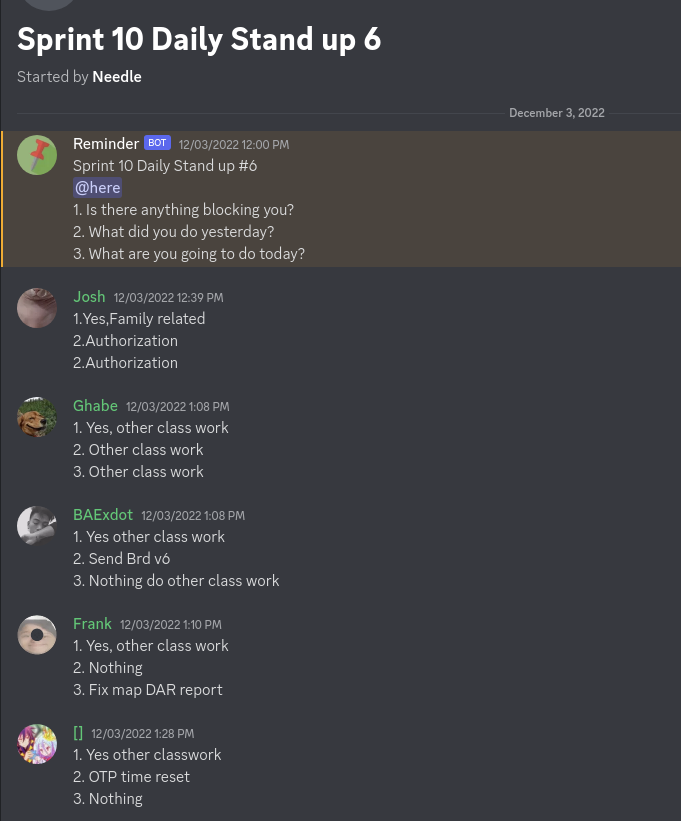 Sprint 10 Daily Stand up 6
Started by Needle
December 3, 2022
Reminder BOT 12/03/2022 12:00 PM
Sprint 10 Daily Stand up #6
@here
1. Is there anything blocking you?
2. What did you do yesterday?
3. What are you going to do today?
Josh 12/03/2022 12:39 PM
1.Yes,Family related
2.Authorization
2.Authorization
Ghabe 12/03/2022 1:08 PM
1. Yes, other class work
2. Other class work
3. Other class work
BAExdot 12/03/2022 1:08 PM
1. Yes other class work
2. Send Brd v6
3. Nothing do other class work
Frank 12/03/2022 1:10 PM
1. Yes, other class work
2. Nothing
3. Fix map DAR report
[] 12/03/2022 1:28 PM
1. Yes other classwork
2. OTP time reset
3. Nothing